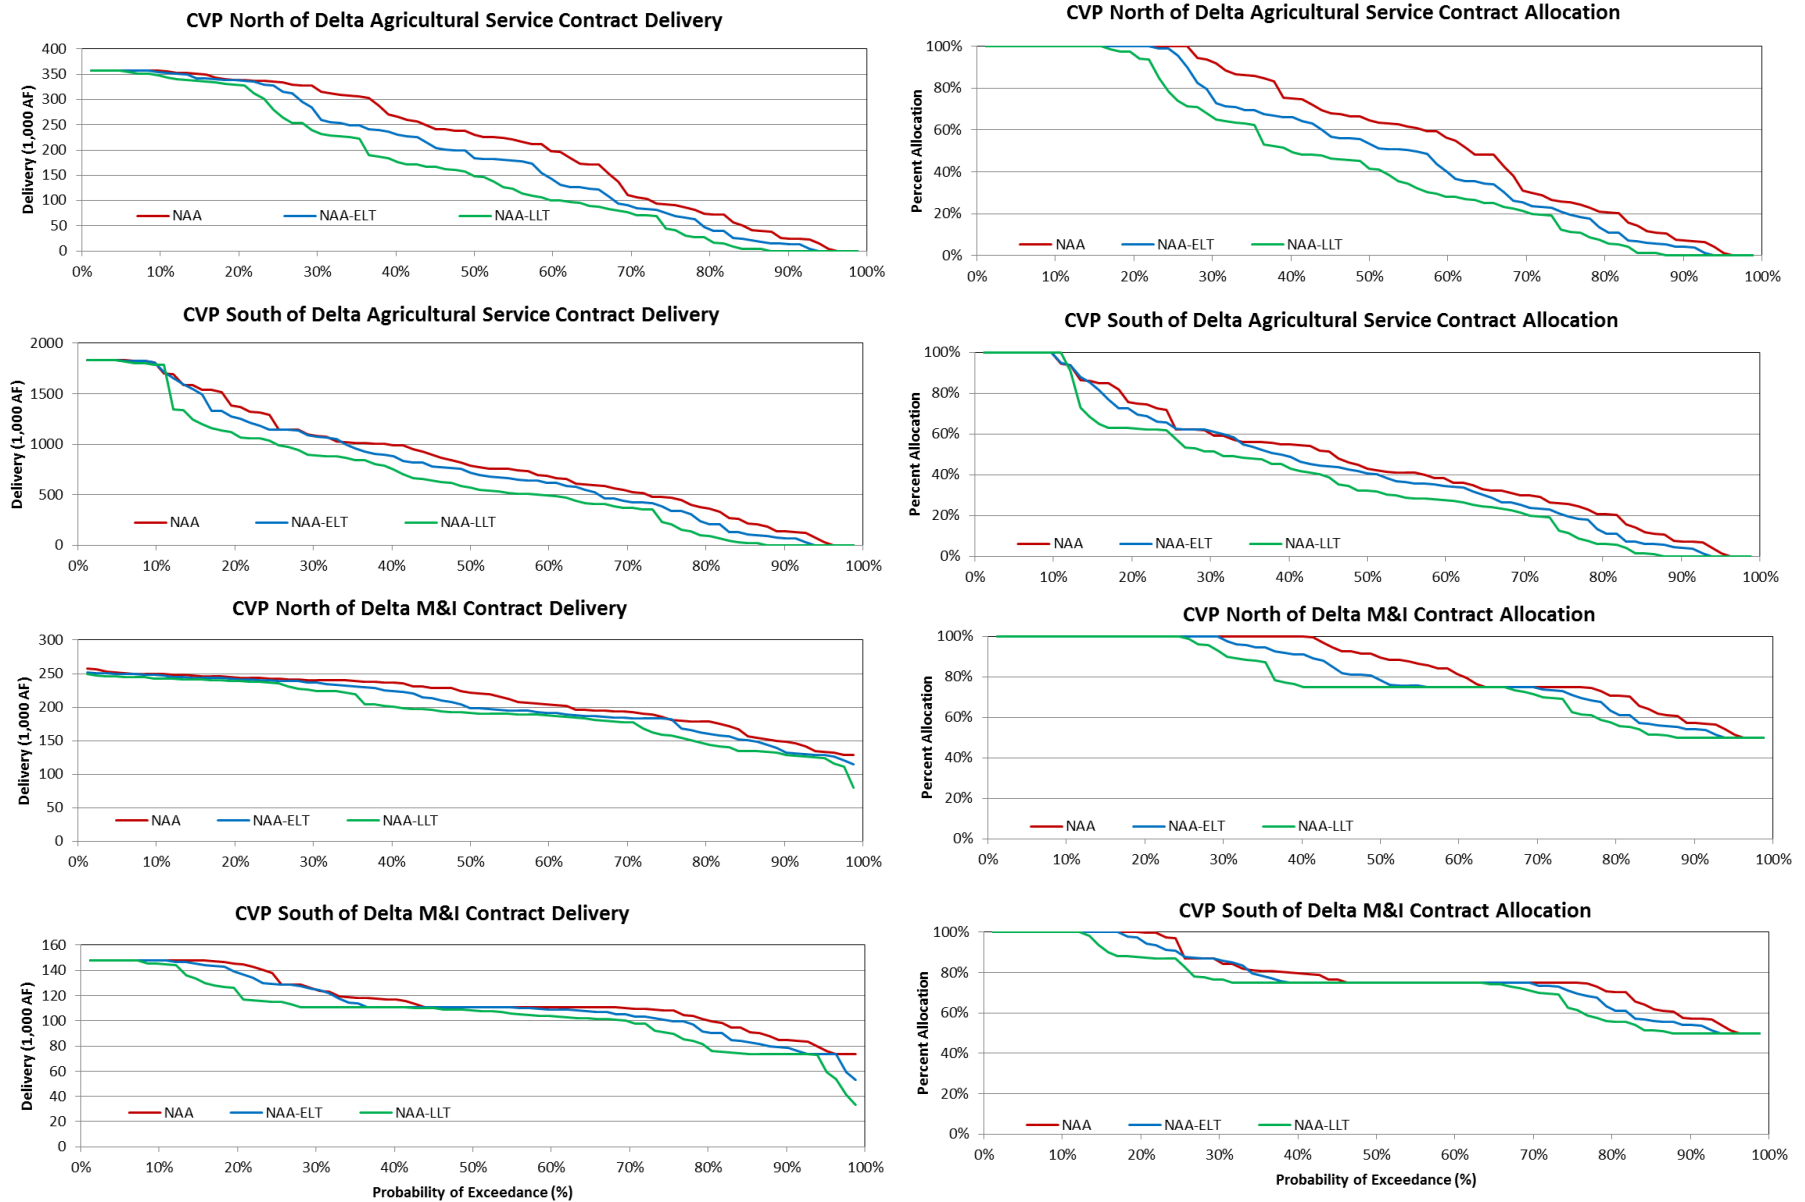 CVP North of Delta Agricultural Service Contract Delivery
Delivery (1,000 AF)
400
350
300
250
200
150
100
50
0
NAA NAA-ELT NAA-LLT
0% 10% 20% 30% 40% 50% 60% 70% 80% 90% 100%
CVP North of Delta Agricultural Service Contract Allocation
Percent Allocation
100%
80%
60%
40%
20%
0%
NAA NAA-ELT NAA-LLT
0% 10% 20% 30% 40% 50% 60% 70% 80% 90% 100%
CVP South of Delta Agricultural Service Contract Delivery
Delivery (1,000 AF)
2000
1500
1000
500
0
NAA NAA-ELT NAA-LLT
0% 10% 20% 30% 40% 50% 60% 70% 80% 90% 100%
CVP South of Delta Agricultural Service Contract Allocation
Percent Allocation
100%
80%
60%
40%
20%
0%
NAA NAA-ELT NAA-LLT
0% 10% 20% 30% 40% 50% 60% 70% 80% 90% 100%
CVP North of Delta M&I Contract Delivery
Delivery (1,000 AF)
300
250
200
150
100
50
0
NAA NAA-ELT NAA-LLT
0% 10% 20% 30% 40% 50% 60% 70% 80% 90% 100%
CVP North of Delta M&I Contract Allocation
Percent Allocation
100%
80%
60%
40%
20%
0%
NAA NAA-ELT NAA-LLT
0% 10% 20% 30% 40% 50% 60% 70% 80% 90% 100%
CVP South of Delta M&I Contract Delivery
Delivery (1,000 AF)
160
140
120
100
80
60
40
20
0
NAA NAA-ELT NAA-LLT
0% 10% 20% 30% 40% 50% 60% 70% 80% 90% 100%
Probability of Exceedance (%)
CVP South of Delta M&I Contract Allocation
Percent Allocation
100%
80%
60%
40%
20%
0%
NAA NAA-ELT NAA-LLT
0% 10% 20% 30% 40% 50% 60% 70% 80% 90% 100%
Probability of Exceedance (%)